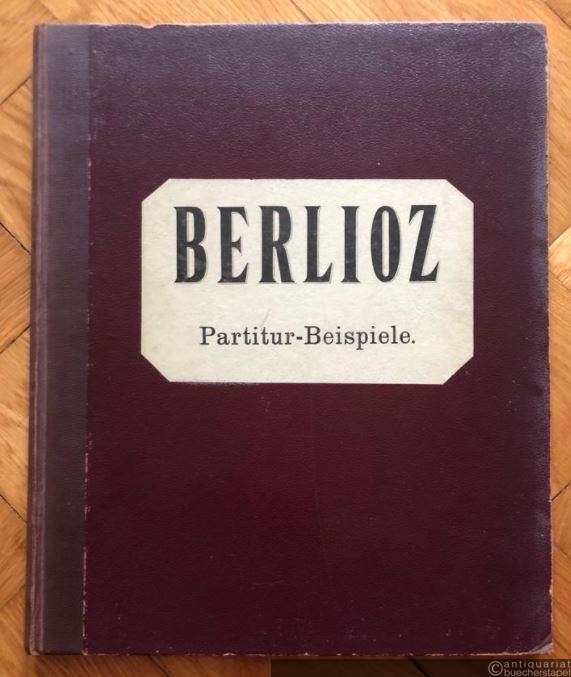 BERLIOZ
Partitur-Beispiele.
©antiquariat
buecherstapel